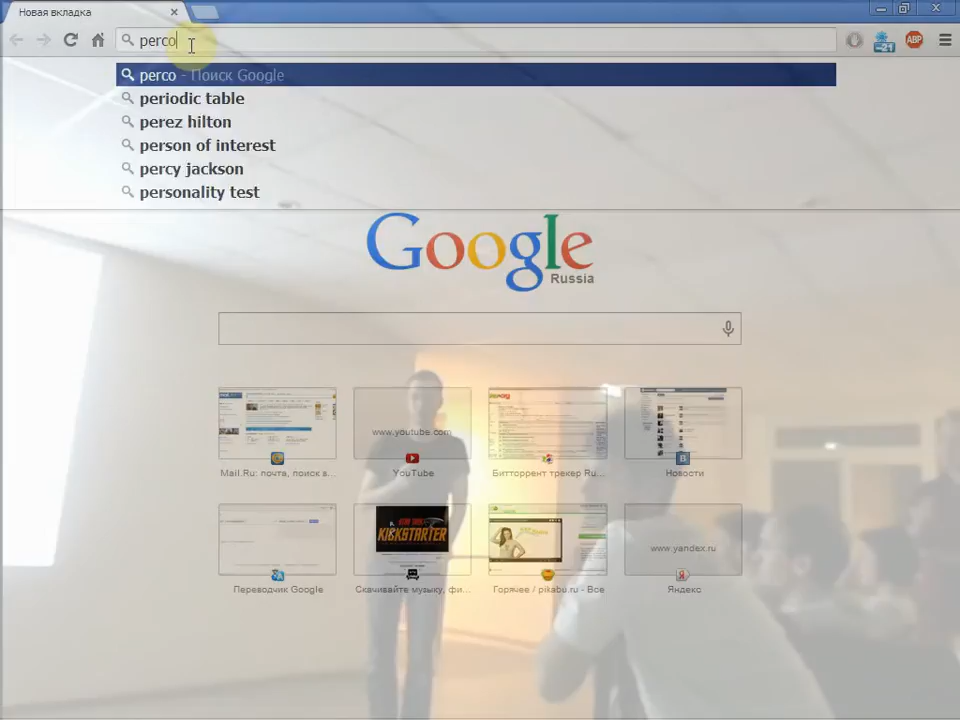 Новая вкладка
perco
-21
ABP
perco - Поиск Google
periodic table
perez hilton
person of interest
percy jackson
personality test
Google
Russia
www.youtube.com
Mail.Ru: почта, поиск в...
YouTube
Битторрент трекер Ru...
Новости
KICKSTARTER
www.yandex.ru
Переводчик Google
Скачивайте музыку, фи...
Горячее / pikabu.ru - Все
Яндекс